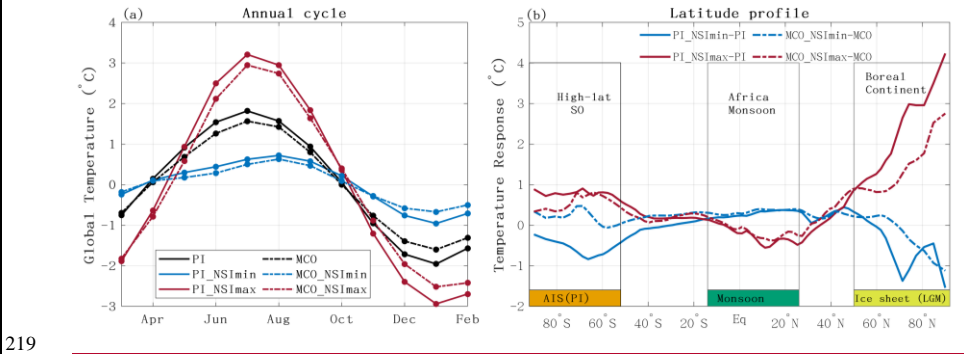 (a) Annual cycle
Global Temperature (°C)
4
3
2
1
0
-1
-2
-3
PI MCO
PI_NSImin MCO_NSImin
PI_NSImax MCO_NSImax
Apr Jun Aug Oct Dec Feb
(b) Latitude profile
Temperature Response (°C)
5
4
3
2
1
0
-1
-2
PI_NSImin-PI MCO_NSImin-MCO
PI_NSImax-PI MCO_NSImax-MCO
High-lat
SO
Africa
Monsoon
Boreal
Continent
AIS(PI) Monsoon Ice sheet (LGM)
80°S 60°S 40°S 20°S Eq 20°N 40°N 60°N 80°N
219